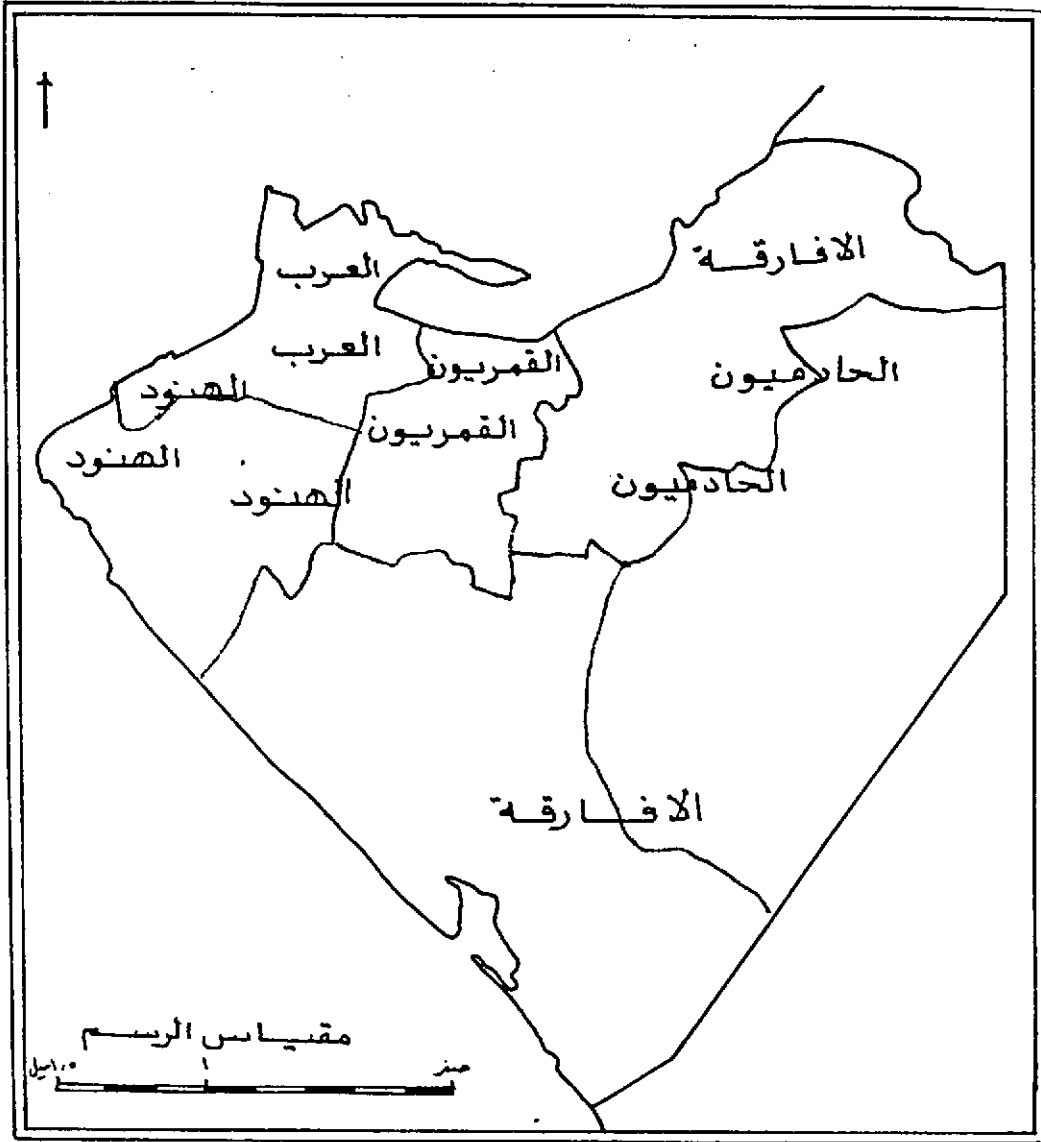 الافارقة
العرب
العرب
القمريون
الحادميون
الهنود
القمريون
الهنود
الحادميون
الهنود
الافارقة
مقياس الرسم
صفر
١